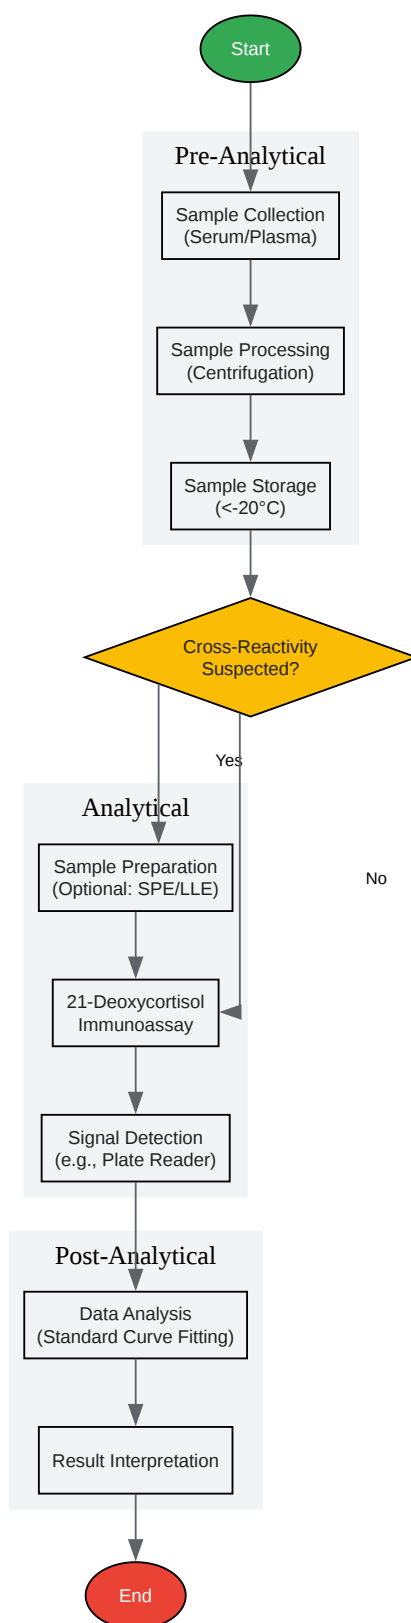 Start
Pre-Analytical
Sample Collection
(Serum/Plasma)
Sample Processing
(Centrifugation)
Sample Storage
(<-20°C)
Cross-Reactivity
Suspected?
Yes
Analytical
Sample Preparation
(Optional: SPE/LLE)
No
21-Deoxycortisol
Immunoassay
Signal Detection
(e.g., Plate Reader)
Post-Analytical
Data Analysis
(Standard Curve Fitting)
Result Interpretation
End